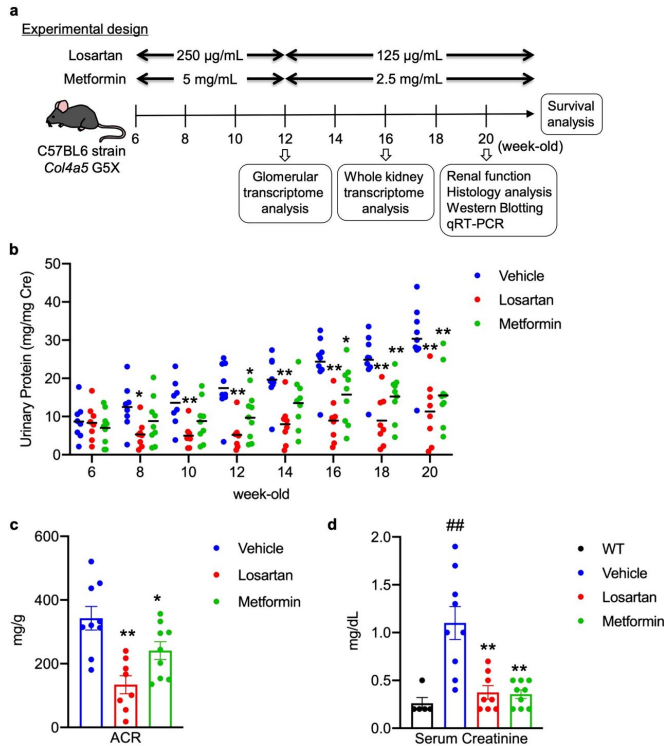 a
Experimental design
Losartan 250 µg/mL 125 µg/mL
Metformin 5 mg/mL 2.5 mg/mL
6 8 10 12 14 16 18 20 (week-old)
Survival
analysis
C57BL6 strain
Col4a5 G5X
Glomerular
transcriptome
analysis
Whole kidney
transcriptome
analysis
Renal function
Histology analysis
Western Blotting
qRT-PCR
b
Urinary Protein (mg/mg Cre)
50
40
30
20
10
0
* ** ** * ** ** * ** ** ** **
6 8 10 12 14 16 18 20
week-old
Vehicle
Losartan
Metformin
c
mg/g
600
400
200
0
** *
ACR
Vehicle
Losartan
Metformin
d
mg/dL
2.0
1.5
1.0
0.5
0.0
## ** **
Serum Creatinine
WT
Vehicle
Losartan
Metformin